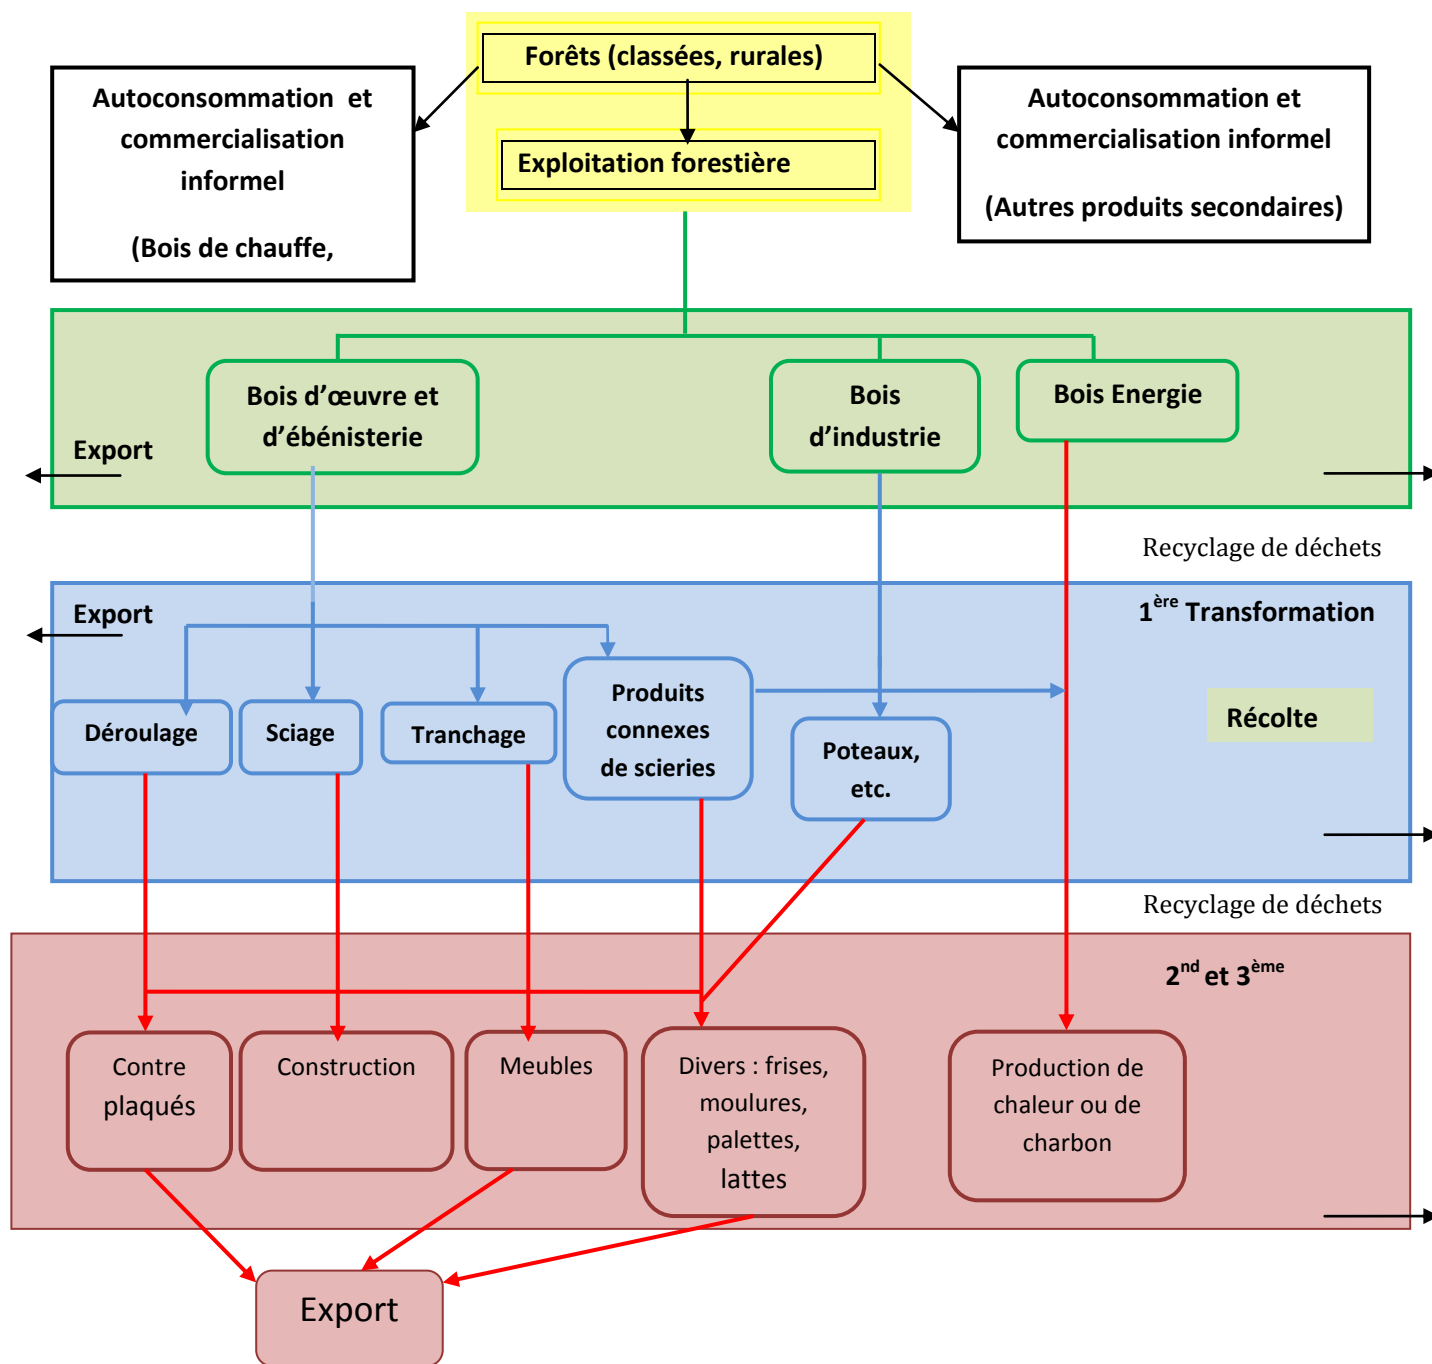 Forêts (classées, rurales)
Autoconsommation et
commercialisation
informel
(Bois de chauffe,
Exploitation forestière
Autoconsommation et
commercialisation informel
(Autres produits secondaires)
Bois d’œuvre et
d’ébénisterie
Bois
d’industrie
Bois Energie
Export
Recyclage de déchets
Export
1ère Transformation
Déroulage
Sciage
Tranchage
Produits
connexes
de scieries
Poteaux,
etc.
Récolte
Recyclage de déchets
2nd et 3ème
Contre
plaqués
Construction
Meubles
Divers : frises,
moulures,
palettes,
lattes
Production de
chaleur ou de
charbon
Export